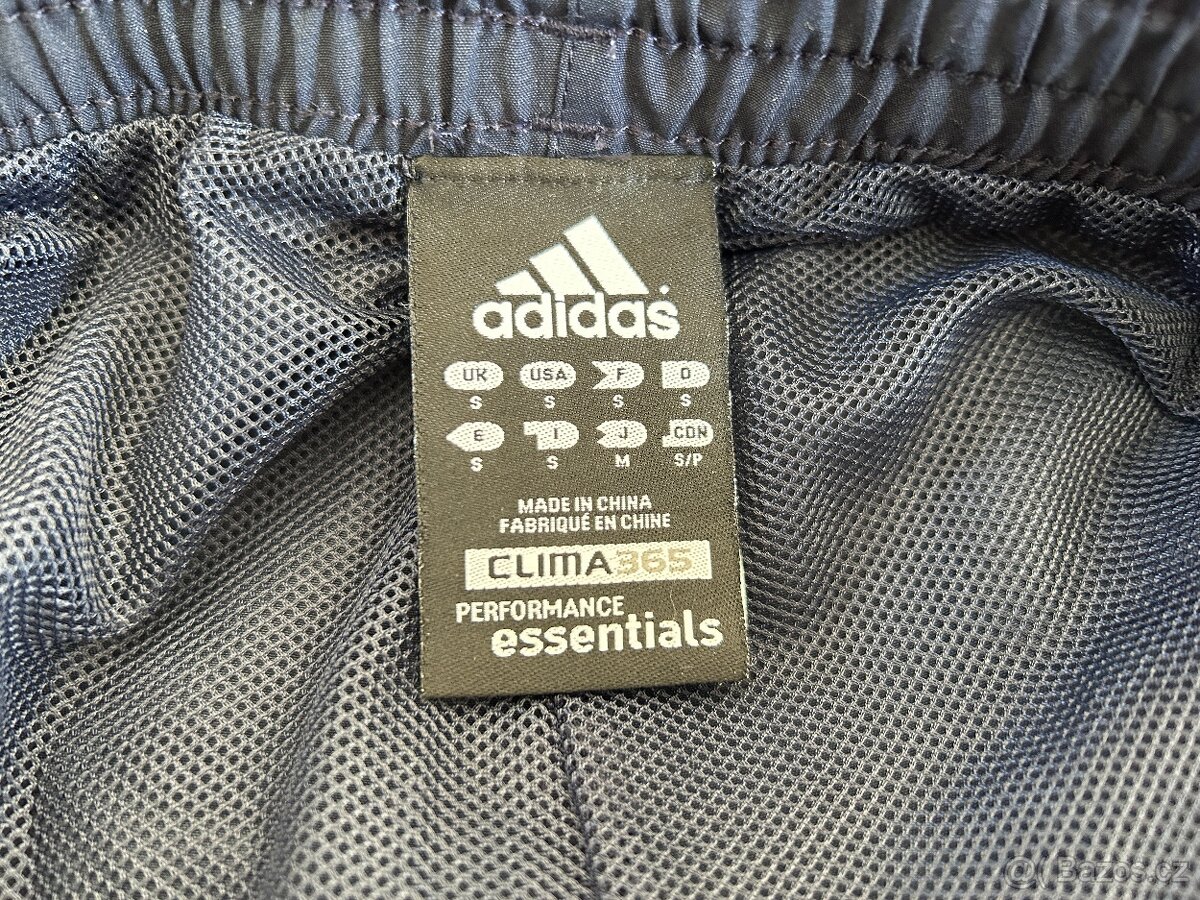 adidas
UK USA F D
S S S S
E I J CDN
S S M S/P
MADE IN CHINA
FABRIQUÉ EN CHINE
CLIMA365
PERFORMANCE
essentials
Bazos.cz